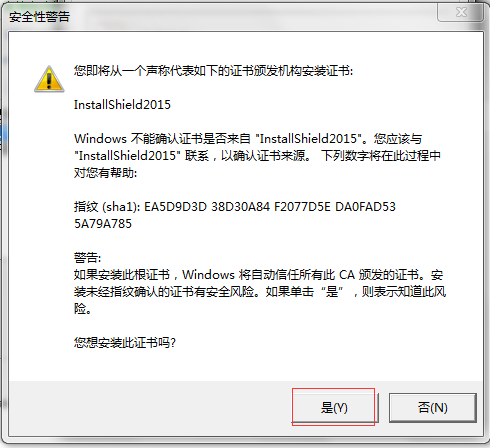 安全性警告
您即将从一个声称代表如下的证书颁发机构安装证书:
InstallShield2015
Windows 不能确认证书是否来自 "InstallShield2015"。您应该与
"InstallShield2015" 联系，以确认证书来源。 下列数字将在此过程中
对您有帮助:
指纹 (sha1): EA5D9D3D 38D30A84 F2077D5E DA0FAD53
5A79A785
警告:
如果安装此根证书，Windows 将自动信任所有此 CA 颁发的证书。安
装未经指纹确认的证书有安全风险。如果单击“是”，则表示知道此风
险。
您想安装此证书吗?
是(Y)
否(N)